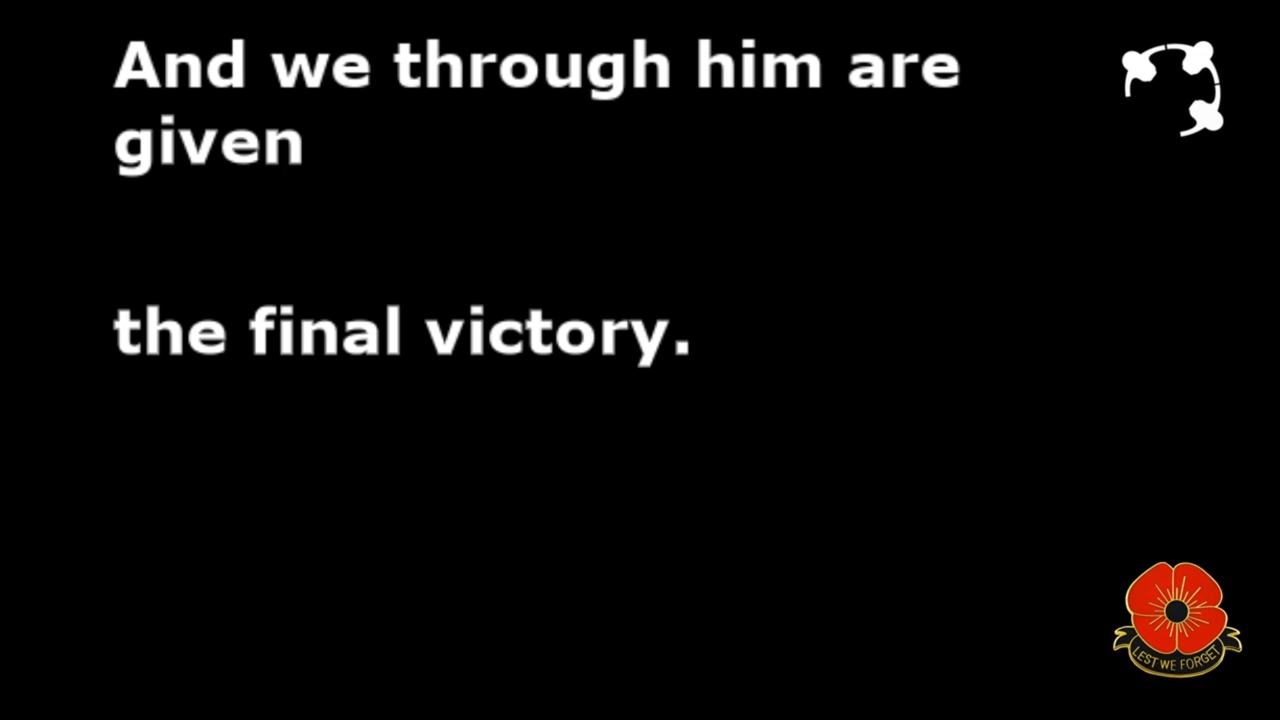 And we through him are
given
the final victory.
LEST WE FORGET